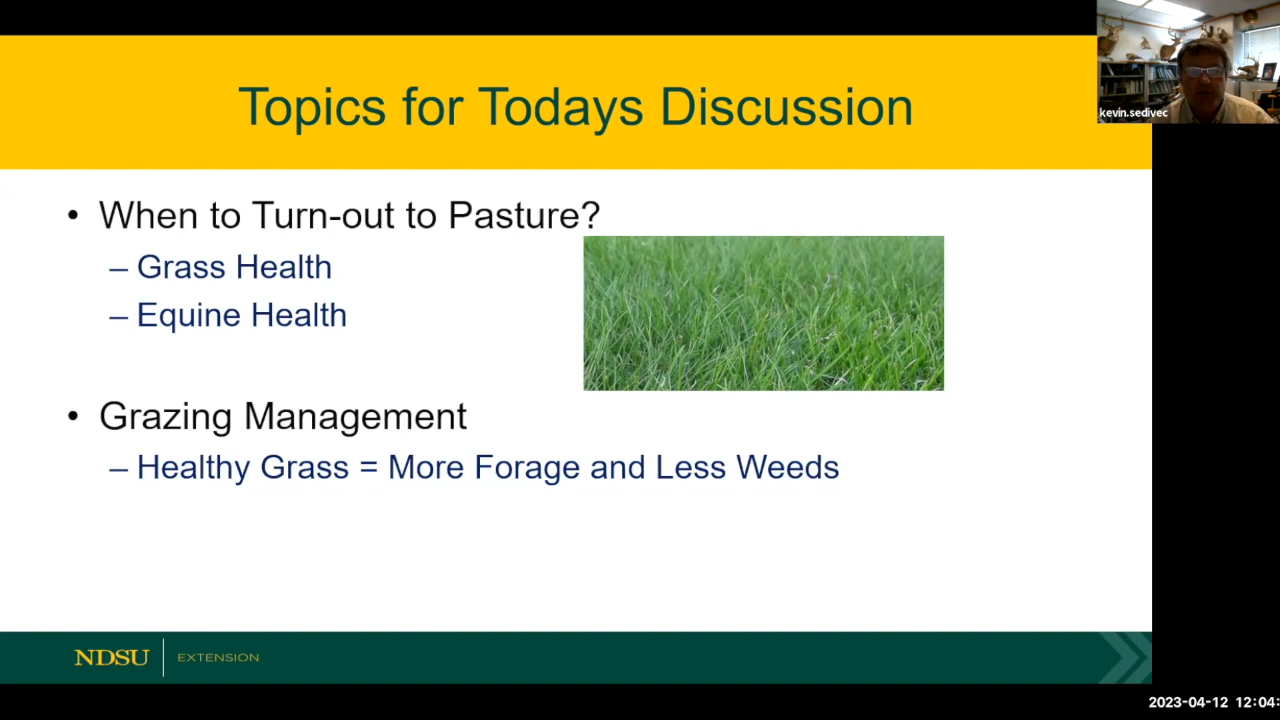 Topics for Todays Discussion
kevin.sedivec
• When to Turn-out to Pasture?
– Grass Health
– Equine Health
• Grazing Management
– Healthy Grass = More Forage and Less Weeds
NDSU EXTENSION
2023-04-12 12:04: